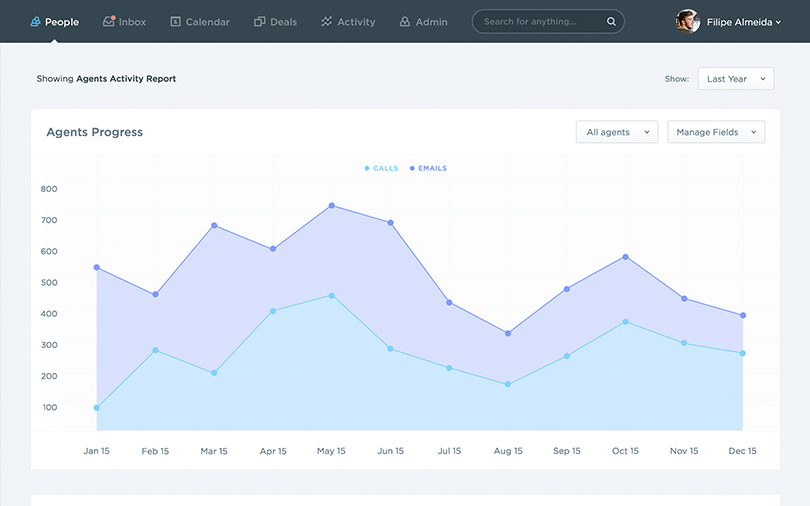 People Inbox Calendar Deals Activity Admin Search for anything... Filipe Almeida
Showing Agents Activity Report Show: Last Year
Agents Progress All agents Manage Fields
CALLS EMAILS
800
700
600
500
400
300
200
100
Jan 15 Feb 15 Mar 15 Apr 15 May 15 Jun 15 Jul 15 Aug 15 Sep 15 Oct 15 Nov 15 Dec 15